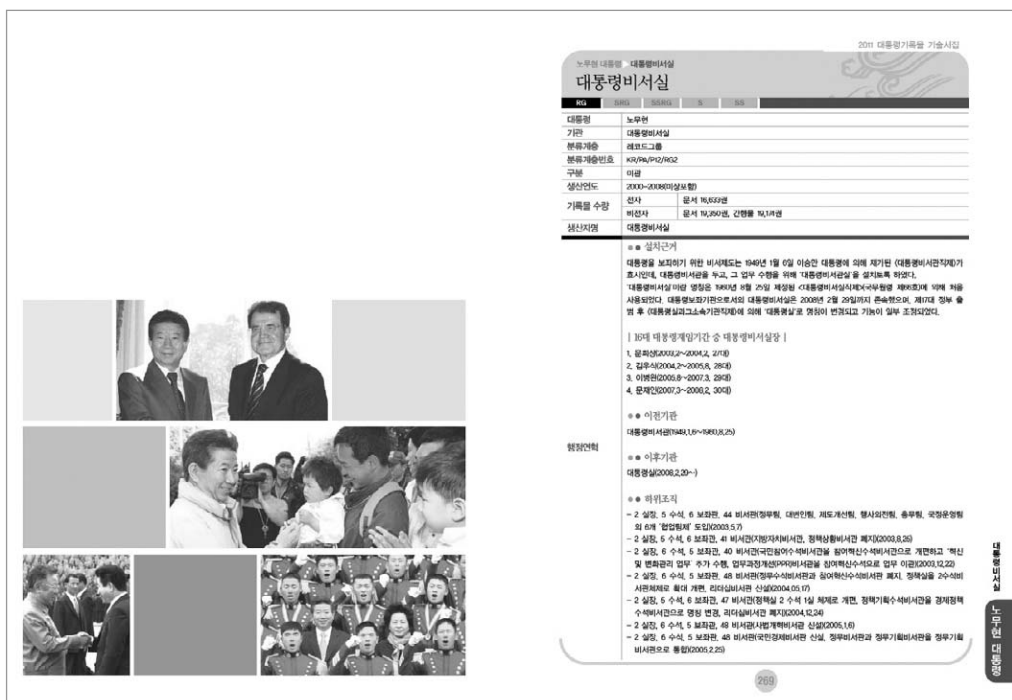 2011 대통령기록물 기술서집
노무현 대통령 ▶ 대통령비서실
대통령비서실
RG SRG SSRG S SS
대통령 노무현
기관 대통령비서실
분류계층 레코드그룹
분류계층번호 KR/PA/P12/RG2
구분 미광
생산연도 2000~2008(미상포함)
기록물 수량 전자 문서 16,633권
비전자 문서 19,350권, 간행물
생산지명 대통령비서실
행정연혁
●● 설치근거
대통령을 보좌하기 위한 비서제도는 1949년 1월 6일 이승만 대통령에 의해 제기된 <대통령비서관직제>가
효시인데, 대통령비서관을 두고, 그 업무 수행을 위해 '대통령비서관실'을 설치토록 하였다.
'대통령비서실'이란 명칭은 1960년 8월 25일 제정된 <대통령비서실직제>(국무원령 제66호)에 의해 처음
사용되었다. 대통령보좌기관으로서의 대통령비서실은 2008년 2월 29일까지 존속했으며, 제17대 정부 출
범 후 <대통령실과그소속기관직제>에 의해 '대통령실'로 명칭이 변경되고 기능이 일부 조정되었다.
| 16대 대통령재임기간 중 대통령비서실장 |
1. 문희상(2003.2~2004.2, 27대)
2. 김우식(2004.2~2005.8, 28대)
3. 이병완(2005.8~2007.3, 29대)
4. 문재인(2007.3~2008.2, 30대)
●● 이전기관
대통령비서관(1949.1.6~1960.8.25)
●● 이후기관
대통령실(2008.2.29~)
●● 하위조직
- 2 실장, 5 수석, 6 보좌관, 44 비서관(정무팀, 대변인팀, 제도개선팀, 행사의전팀, 총무팀, 국정운영팀
의 6개 '협업팀제' 도입)(2003.5.7)
- 2 실장, 5 수석, 6 보좌관, 41 비서관(지방자치비서관, 정책상황비서관 폐지)(2003.8.25)
- 2 실장, 6 수석, 5 보좌관, 40 비서관(국민참여수석비서관을 참여혁신수석비서관으로 개편하고 '혁신
및 변화관리 업무' 추가 수행, 업무과정개선(PPR)비서관을 참여혁신수석으로 업무 이관)(2003.12.22)
- 2 실장, 6 수석, 5 보좌관, 48 비서관(정무수석비서관과 참여혁신수석비서관 폐지, 정책실을 2수석비
서관체제로 확대 개편, 리더십비서관 신설)(2004.05.17)
- 2 실장, 5 수석, 6 보좌관, 47 비서관(정책실 2 수석 1실 체제로 개편, 정책기획수석비서관을 경제정책
수석비서관으로 명칭 변경, 리더십비서관 폐지)(2004.12.24)
- 2 실장, 6 수석, 5 보좌관, 49 비서관(사법개혁비서관 신설)(2005.1.6)
- 2 실장, 6 수석, 5 보좌관, 48 비서관(국민경제비서관 신설, 정무비서관과 정무기획비서관을 정무기획
비서관으로 통합)(2005.2.25)
대통령비서실
노무현 대통령
269